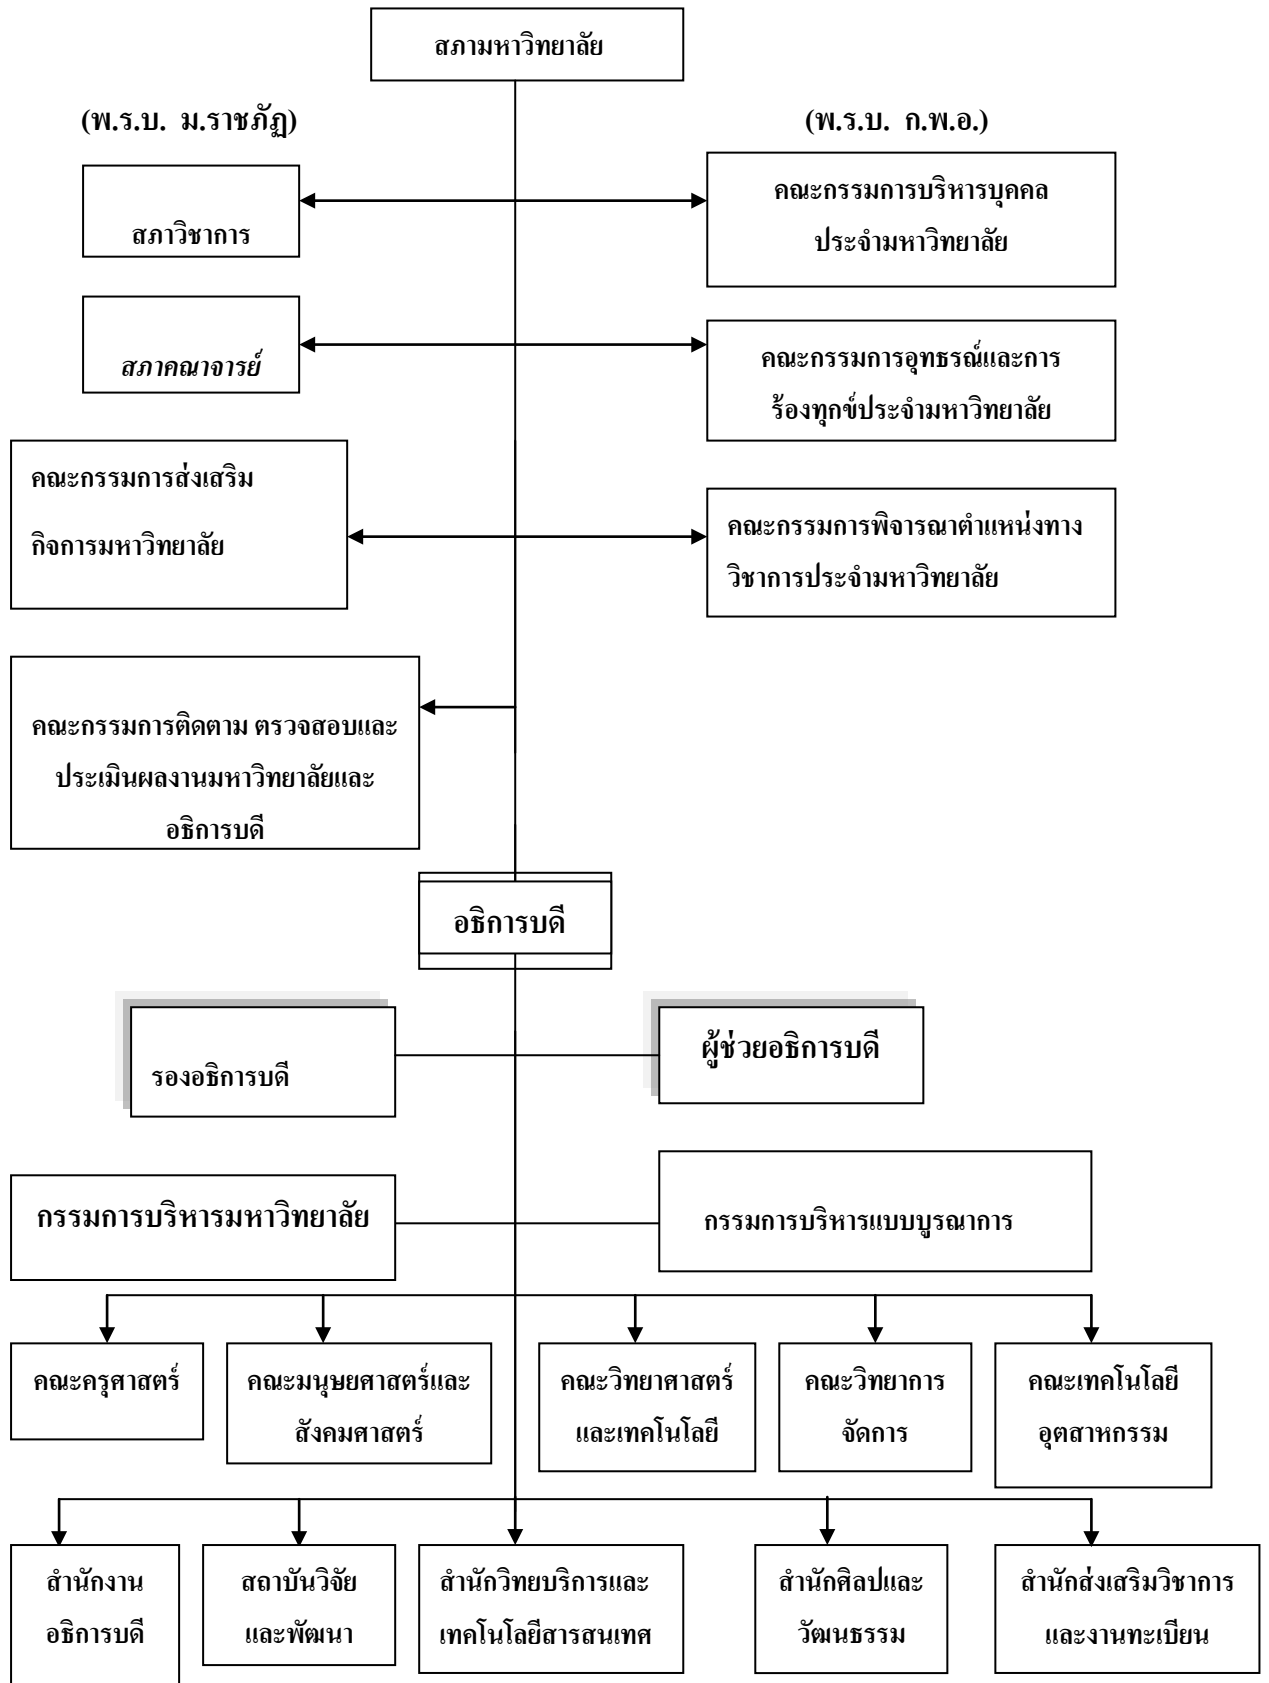 สภามหาวิทยาลัย
(พ.ร.บ. ม.ราชภัฏ)
(พ.ร.บ. ก.พ.อ.)
สภาวิชาการ
คณะกรรมการบริหารบุคคล
ประจำมหาวิทยาลัย
สภาคณาจารย์
คณะกรรมการอุทธรณ์และการ
ร้องทุกข์ประจำมหาวิทยาลัย
คณะกรรมการส่งเสริม
กิจการมหาวิทยาลัย
คณะกรรมการพิจารณาตำแหน่งทาง
วิชาการประจำมหาวิทยาลัย
คณะกรรมการติดตาม ตรวจสอบและ
ประเมินผลงานมหาวิทยาลัยและ
อธิการบดี
อธิการบดี
รองอธิการบดี
ผู้ช่วยอธิการบดี
กรรมการบริหารมหาวิทยาลัย
กรรมการบริหารแบบบูรณาการ
คณะครุศาสตร์
คณะมนุษยศาสตร์และ
สังคมศาสตร์
คณะวิทยาศาสตร์
และเทคโนโลยี
คณะวิทยาการ
จัดการ
คณะเทคโนโลยี
อุตสาหกรรม
สำนักงาน
อธิการบดี
สถาบันวิจัย
และพัฒนา
สำนักวิทยบริการและ
เทคโนโลยีสารสนเทศ
สำนักศิลปและ
วัฒนธรรม
สำนักส่งเสริมวิชาการ
และงานทะเบียน